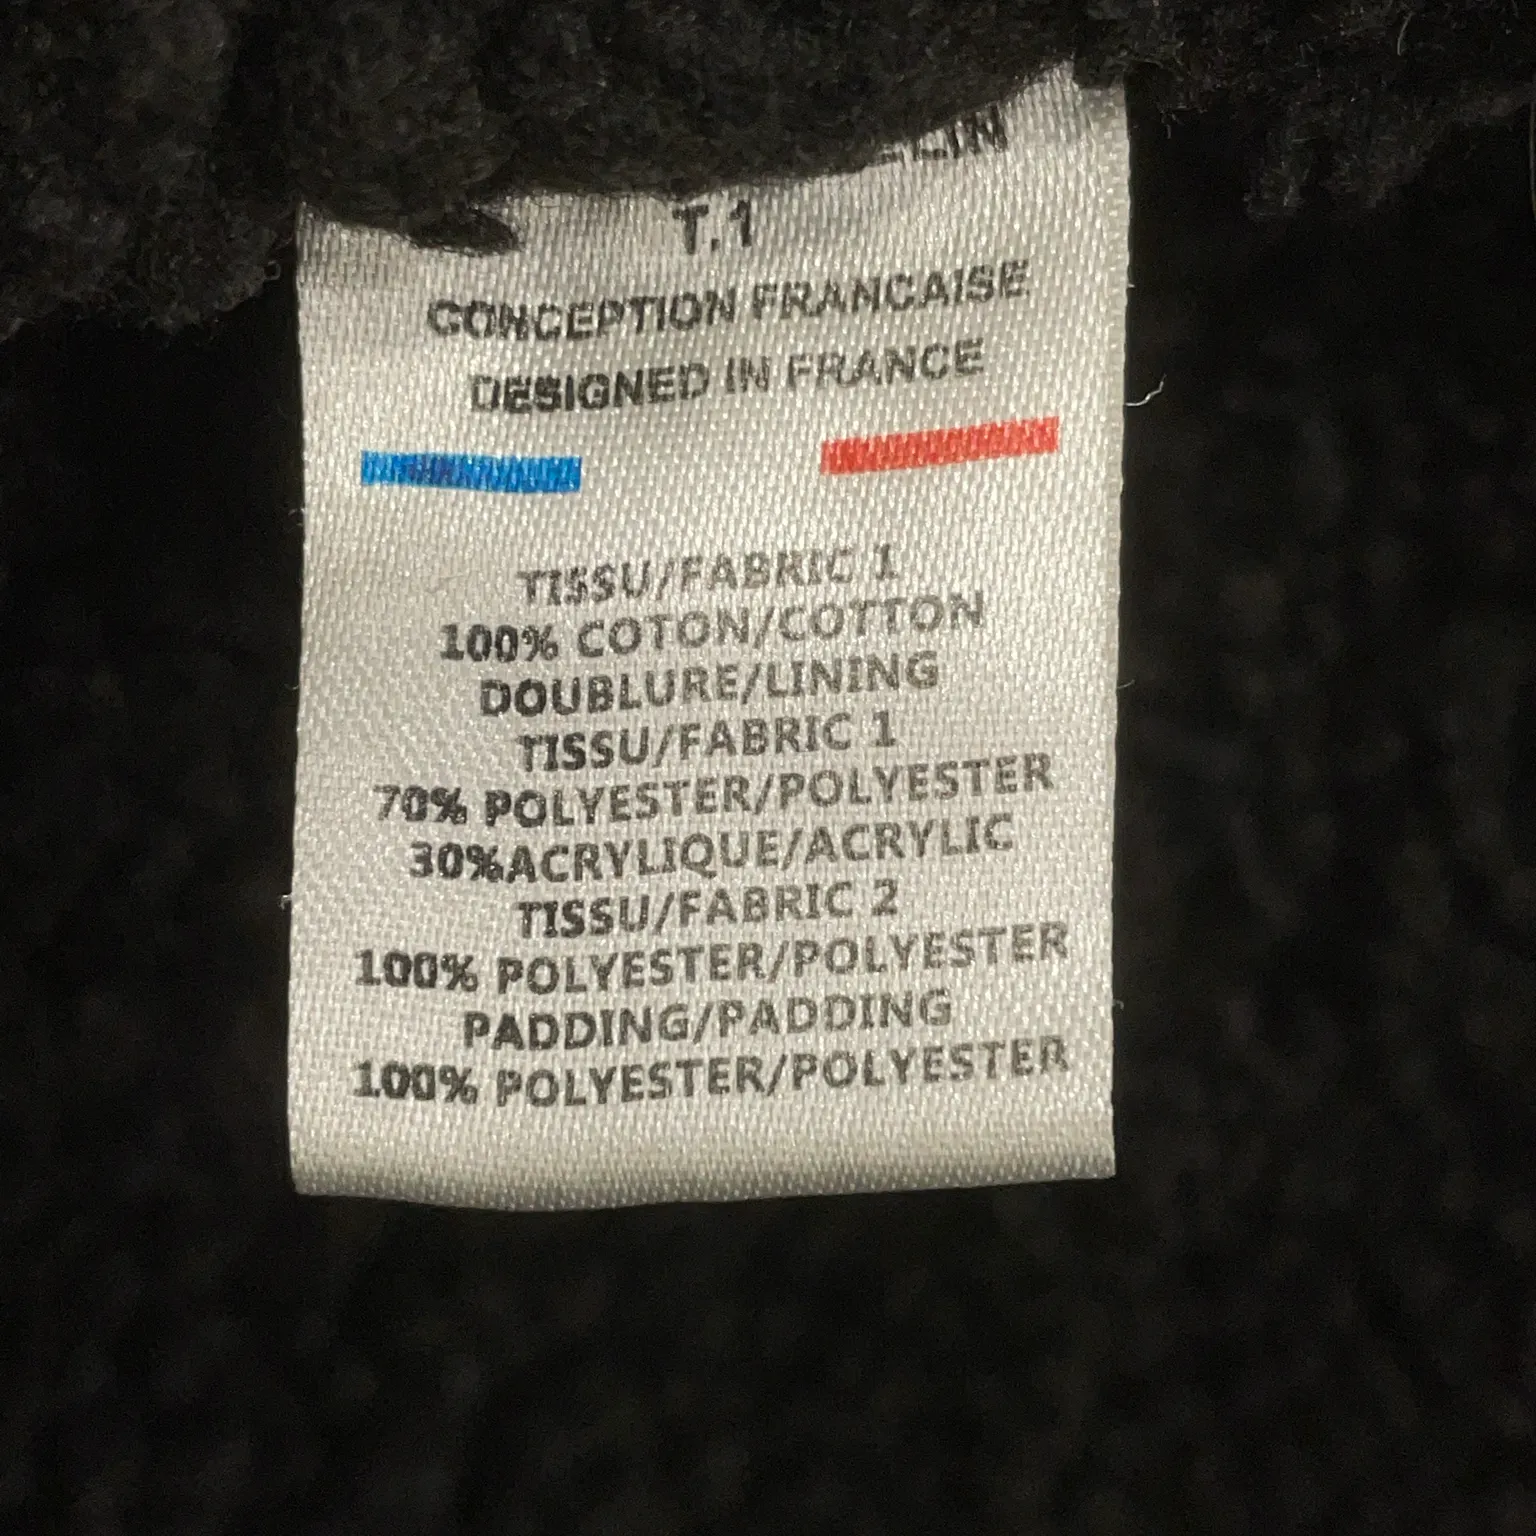 T.1
CONCEPTION FRANCAISE
DESIGNED IN FRANCE
TISSU/FABRIC 1
100% COTON/COTTON
DOUBLURE/LINING
TISSU/FABRIC 1
70% POLYESTER/POLYESTER
30%ACRYLIQUE/ACRYLIC
TISSU/FABRIC 2
100% POLYESTER/POLYESTER
PADDING/PADDING
100% POLYESTER/POLYESTER